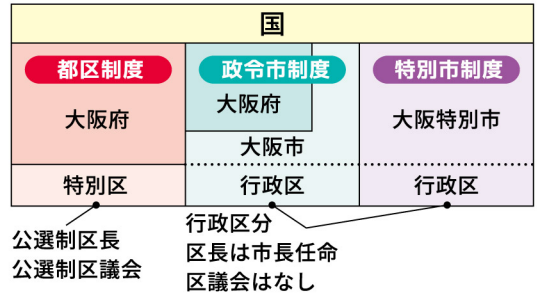 国
都区制度
政令市制度
特別市制度
大阪府
大阪府
大阪市
大阪特別市
特別区
行政区
行政区
公選制区長
公選制区議会
行政区分
区長は市長任命
区議会はなし